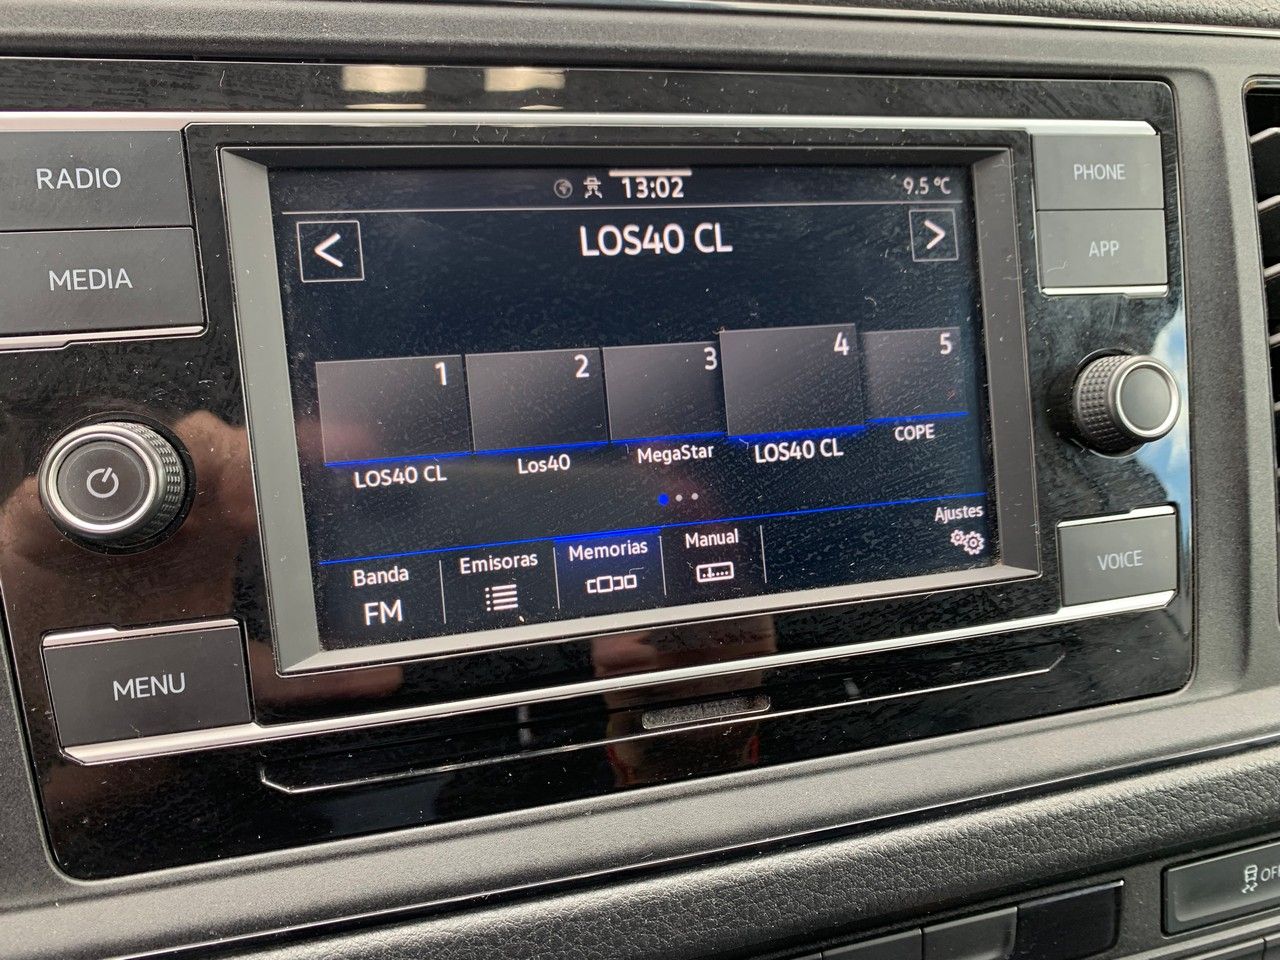 RADIO
MEDIA
MENU
13:02
9.5 °C
<
LOS40 CL
>
1
2
3
4
5
LOS40 CL
Los40
MegaStar
LOS40 CL
COPE
Banda
FM
Emisoras
Memorias
Manual
Ajustes
PHONE
APP
VOICE
OFF